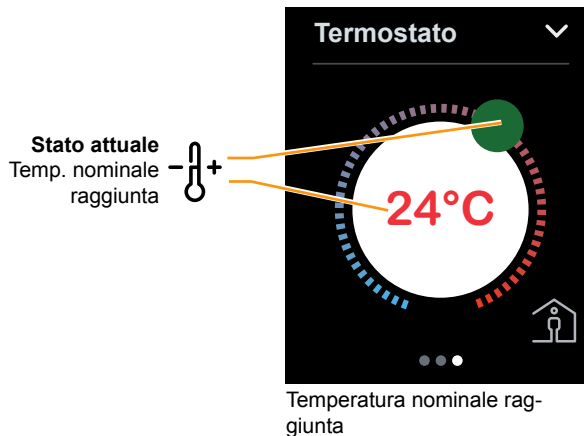 Termostato
Stato attuale
Temp. nominale
raggiunta
- +
24°C
Temperatura nominale rag-
giunta